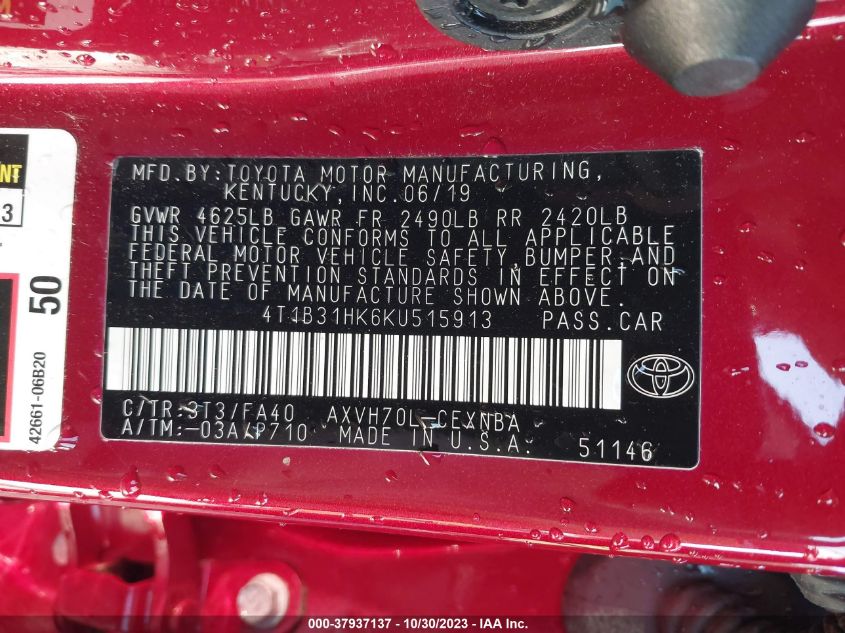 MFD. BY: TOYOTA MOTOR MANUFACTURING,
KENTUCKY, INC. 06/19
GVWR 4625LB GAWR FR 2490LB RR 2420LB
THIS VEHICLE CONFORMS TO ALL APPLICABLE
FEDERAL MOTOR VEHICLE SAFETY, BUMPER, AND
THEFT PREVENTION STANDARDS IN EFFECT ON
THE DATE OF MANUFACTURE SHOWN ABOVE.
4T1B31HK6KU515913 PASS. CAR
C/TR: 3T3/FA40 AXVH70L-CEXNBA
A/TM: -03A/P710 MADE IN U.S.A. 51146
50
42661-06B20
000-37937137 - 10/30/2023 - IAA Inc.